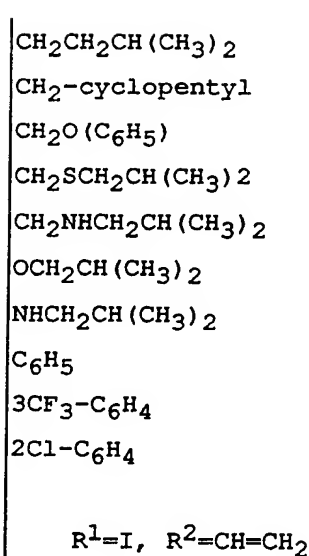 CH₂CH₂CH(CH₃)₂
CH₂-cyclopentyl
CH₂O(C₆H₅)
CH₂SCH₂CH(CH₃)2
CH₂NHCH₂CH(CH₃)₂
OCH₂CH(CH₃)₂
NHCH₂CH(CH₃)₂
C₆H₅
3CF₃-C₆H₄
2Cl-C₆H₄
R¹=I, R²=CH=CH₂